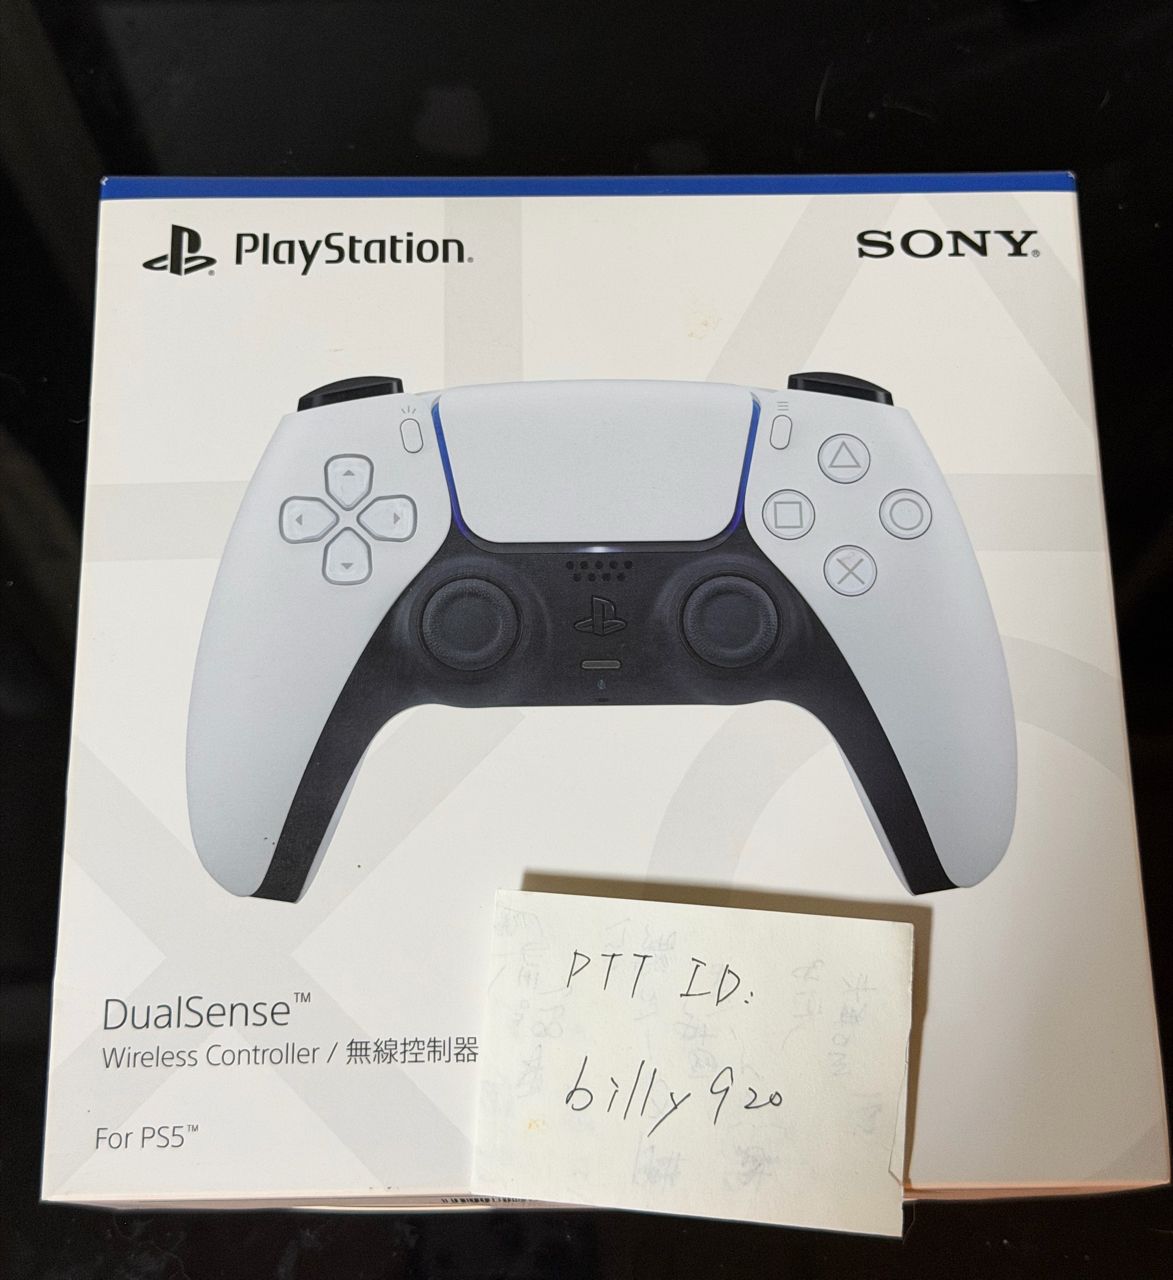 PlayStation®
SONY®
DualSense™
Wireless Controller / 無線控制器
For PS5™
PTT ID:
billy920